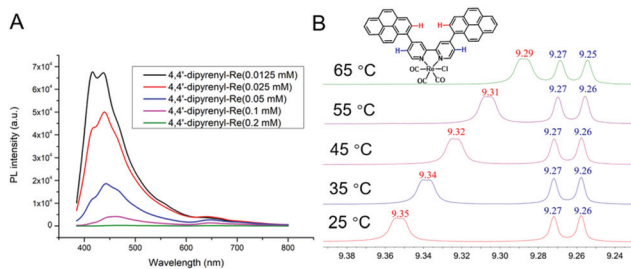 A
7x10⁴
6x10⁴
5x10⁴
4x10⁴
3x10⁴
2x10⁴
1x10⁴
0
PL intensity (a.u.)
4,4'-dipyrenyl-Re(0.0125 mM)
4,4'-dipyrenyl-Re(0.025 mM)
4,4'-dipyrenyl-Re(0.05 mM)
4,4'-dipyrenyl-Re(0.1 mM)
4,4'-dipyrenyl-Re(0.2 mM)
400 500 600 700 800
Wavelength (nm)
B
H H
H H
N N
OC Re Cl
OC CO
65 °C 9.29 9.27 9.25
55 °C 9.31 9.27 9.26
45 °C 9.32 9.27 9.26
35 °C 9.34 9.27 9.26
25 °C 9.35 9.27 9.26
9.38 9.36 9.34 9.32 9.30 9.28 9.26 9.24